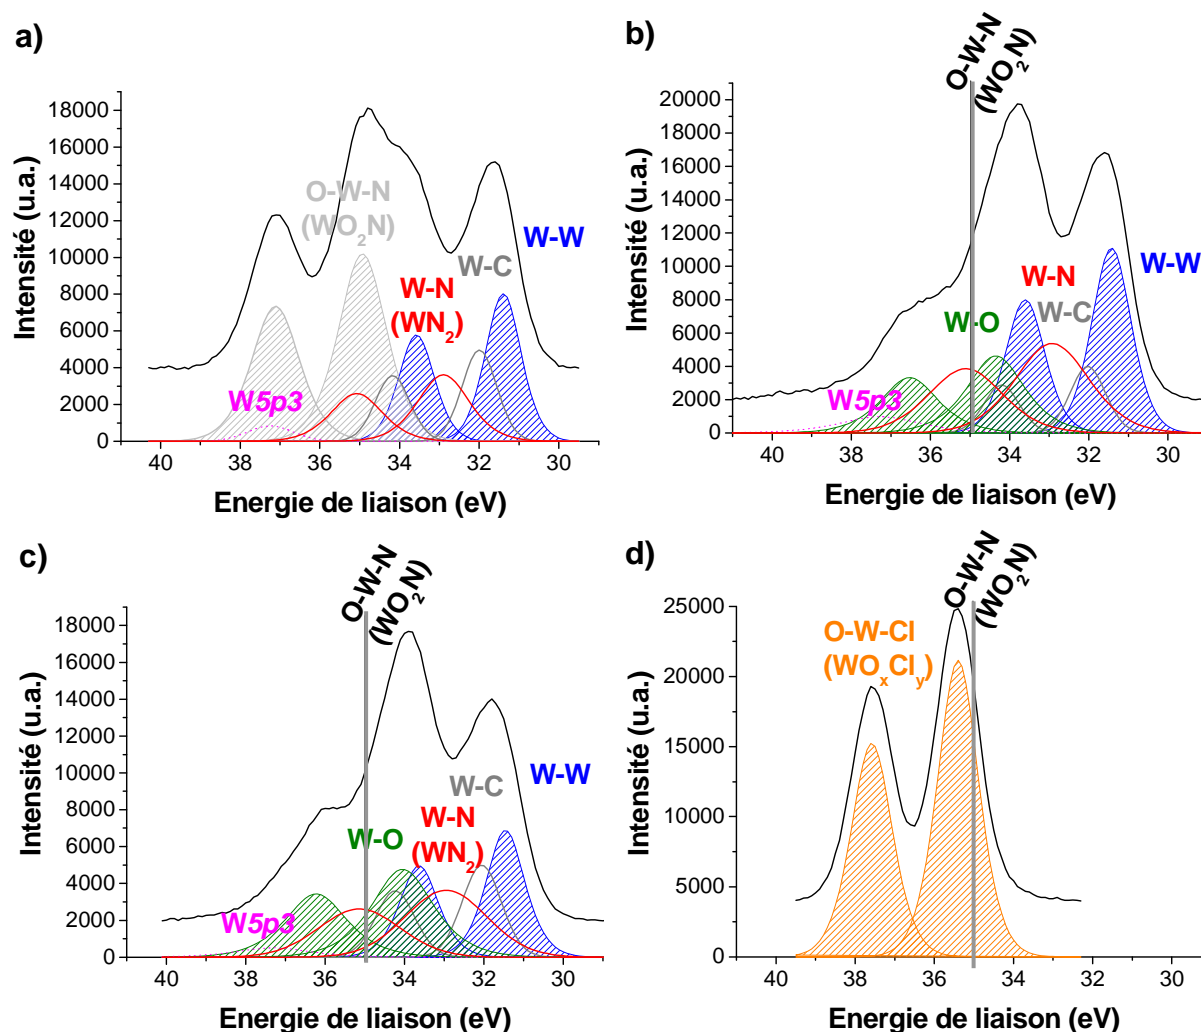 a)
Intensité (u.a.)
18000
16000
14000
12000
10000
8000
6000
4000
2000
0
O-W-N
(WO2N)
W-W
W-C
W-N
(WN2)
W5p3
40 38 36 34 32 30
Energie de liaison (eV)
b)
O-W-N
(WO2N)
Intensité (u.a.)
20000
18000
16000
14000
12000
10000
8000
6000
4000
2000
0
W-W
W-N
W-C
W-O
W5p3
40 38 36 34 32 30
Energie de liaison (eV)
c)
O-W-N
(WO2N)
Intensité (u.a.)
18000
16000
14000
12000
10000
8000
6000
4000
2000
0
W-W
W-C
W-N
(WN2)
W-O
W5p3
40 38 36 34 32 30
Energie de liaison (eV)
d)
O-W-N
(WO2N)
Intensité (u.a.)
25000
20000
15000
10000
5000
0
O-W-Cl
(WOxCly)
40 38 36 34 32 30
Energie de liaison (eV)